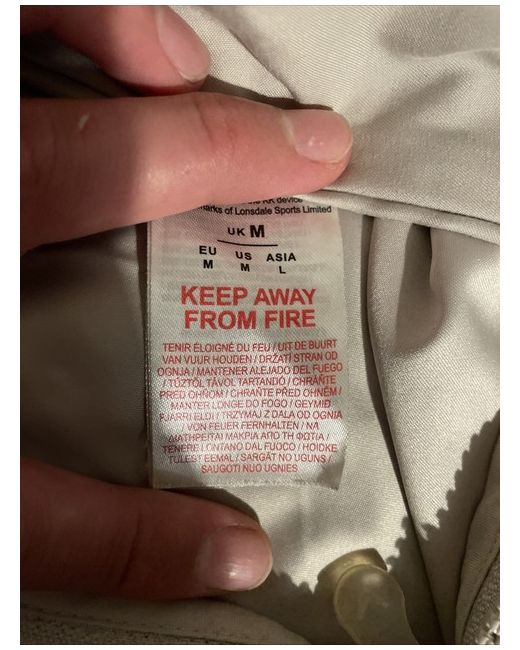 device
marks of Lonsdale Sports Limited
UK M
EU US ASIA
M M L
KEEP AWAY
FROM FIRE
TENIR ÉLOIGNÉ DU FEU / UIT DE BUURT
VAN VUUR HOUDEN / DRŽATI STRAN OD
OGNJA / MANTENER ALEJADO DEL FUEGO
/ TŰZTŐL TÁVOL TARTANDÓ / CHRÁŇTE
PRED OHŇOM / CHRAŇTE PŘED OHNĚM /
MANTER LONGE DO FOGO / GEYMIÐ
FJARRI ELDI / TRZYMAJ Z DALA OD OGNIA
/ VON FEUER FERNHALTEN / NA
ΔΙΑΤΗΡΕΙΤΑΙ ΜΑΚΡΙΑ ΑΠΟ ΤΗ ΦΩΤΙΑ /
TENERE LONTANO DAL FUOCO / HOIDKE
TULEST EEMAL / SARGĀT NO UGUNS /
SAUGOTI NUO UGNIES